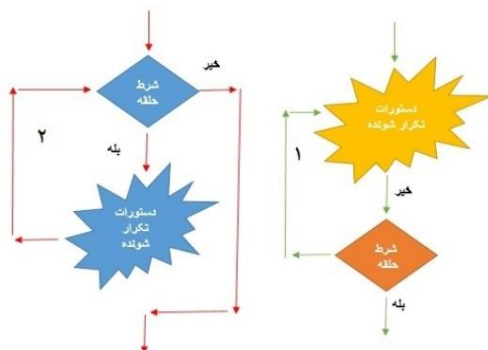 شرط
حلقه
خیر
۲
بله
دستورات
تکرار
شونده
دستورات
تکرار شونده
۱
خیر
شرط
حلقه
بله